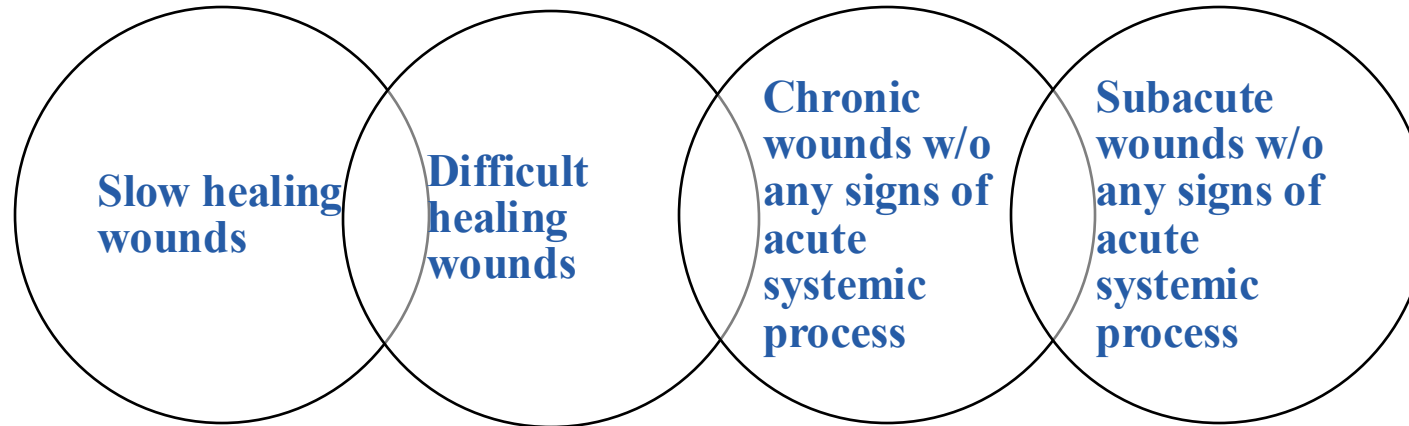 Slow healing
wounds
Difficult
healing
wounds
Chronic
wounds w/o
any signs of
acute
systemic
process
Subacute
wounds w/o
any signs of
acute
systemic
process